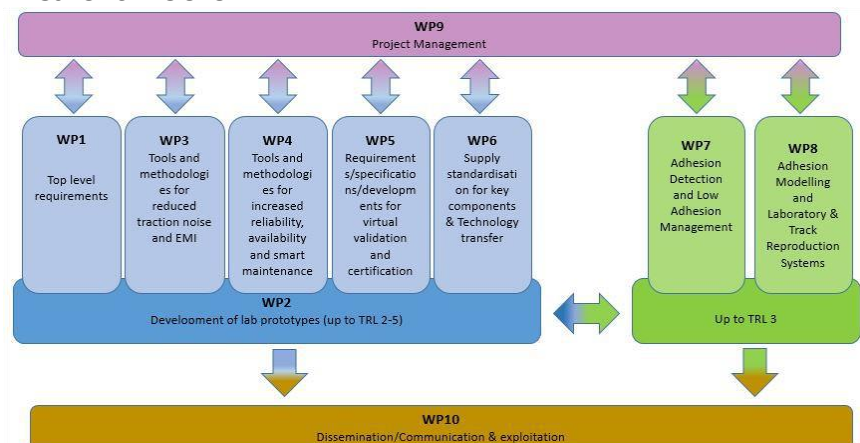 WP9
Project Management
WP1
Top level
requirements
WP3
Tools and
methodologi
es for
reduced
traction noise
and EMI
WP4
Tools and
methodologi
es for
increased
reliability,
availability
and smart
maintenance
WP5
Requirement
s/specificatio
ns/developm
ents for
virtual
validation
and
certification
WP6
Supply
standardisati
on for key
components
& Technology
transfer
WP7
Adhesion
Detection
and Low
Adhesion
Management
WP8
Adhesion
Modelling
and
Laboratory &
Track
Reproduction
Systems
WP2
Develooment of lab prototypes (up to TRL 2-5)
Up to TRL 3
WP10
Dissemination/Communication & exploitation